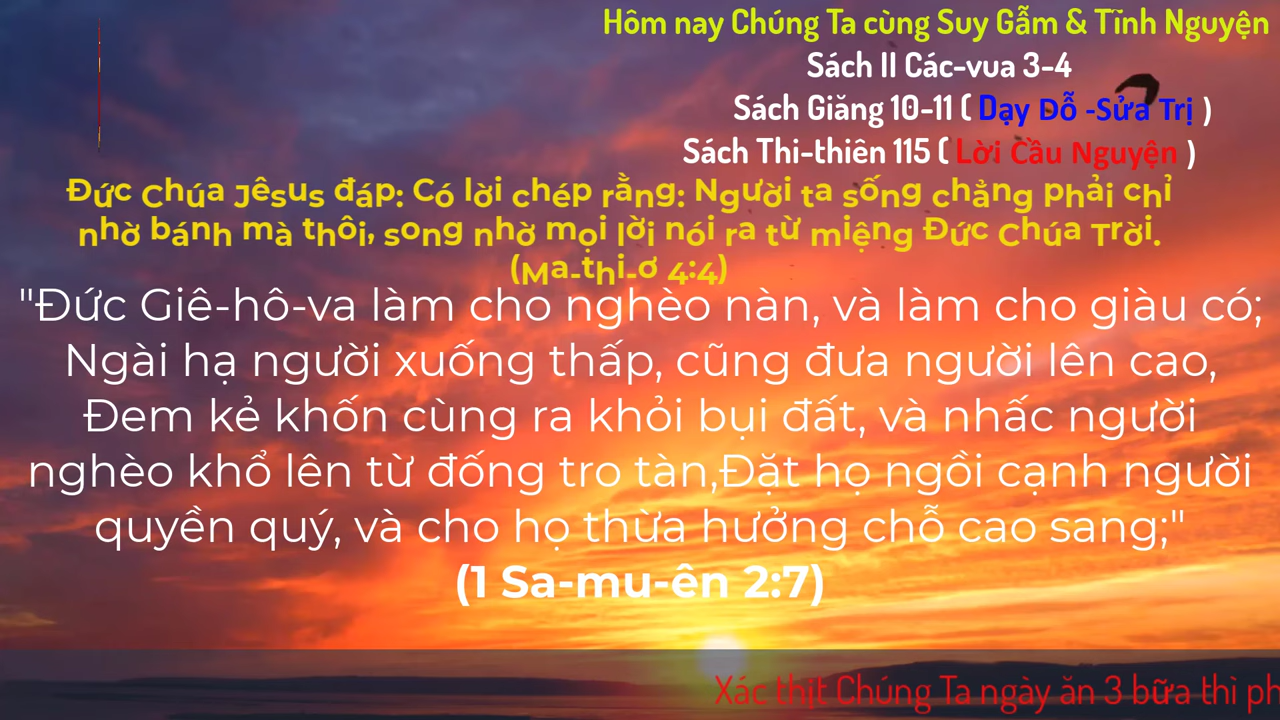 Hôm nay Chúng Ta cùng Suy Gẫm & Tĩnh Nguyện
Sách II Các-vua 3-4
Sách Giăng 10-11 ( Dạy Đỗ -Sửa Trị )
Sách Thi-thiên 115 ( Lời Cầu Nguyện )
Đức Chúa Jêsus đáp: Có lời chép rằng: Người ta sống chẳng phải chỉ
nhờ bánh mà thôi, song nhờ mọi lời nói ra từ miệng Đức Chúa Trời.
(Ma-thi-ơ 4:4)
"Đức Giê-hô-va làm cho nghèo nàn, và làm cho giàu có;
Ngài hạ người xuống thấp, cũng đưa người lên cao,
Đem kẻ khốn cùng ra khỏi bụi đất, và nhấc người
nghèo khổ lên từ đống tro tàn,Đặt họ ngồi cạnh người
quyền quý, và cho họ thừa hưởng chỗ cao sang;"
(1 Sa-mu-ên 2:7)
Xác thịt Chúng Ta ngày ăn 3 bữa thì ph